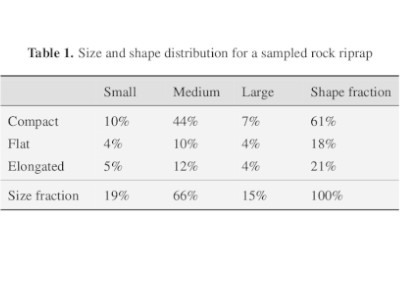 Table 1. Size and shape distribution for a sampled rock riprap
Small Medium Large Shape fraction
Compact 10% 44% 7% 61%
Flat 4% 10% 4% 18%
Elongated 5% 12% 4% 21%
Size fraction 19% 66% 15% 100%